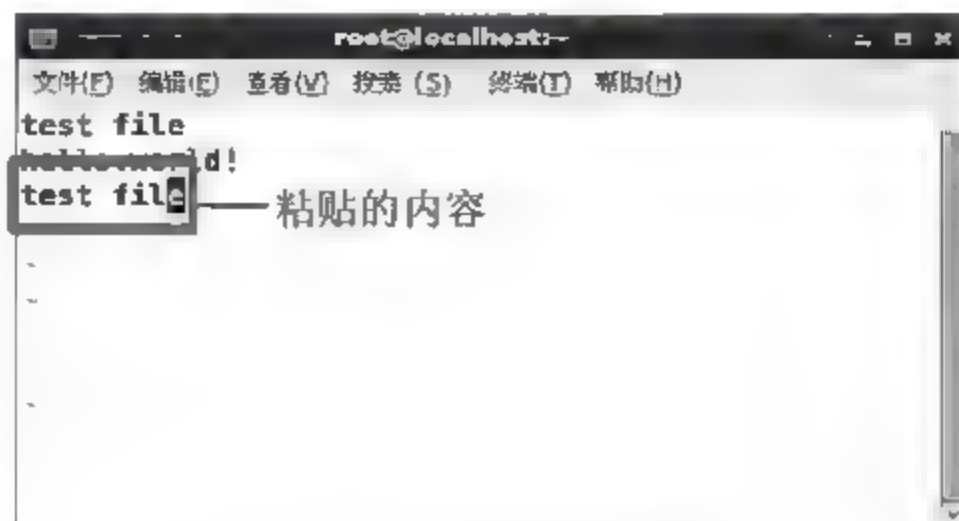 root@localhost:~
文件(F) 编辑(E) 查看(V) 搜索 (S) 终端(T) 帮助(H)
test file
hello world!
test file
粘贴的内容
~
~
~